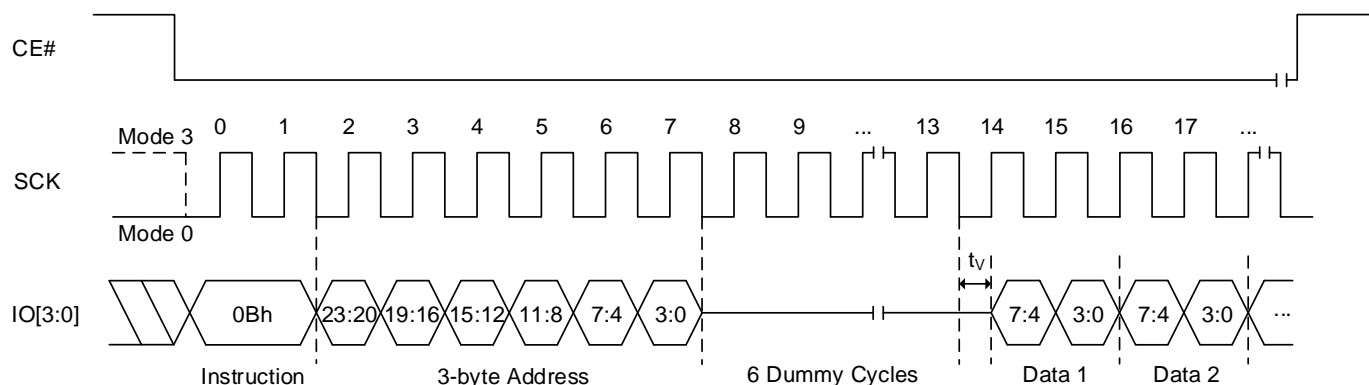 CE#
0 1 2 3 4 5 6 7 8 9 ... 13 14 15 16 17 ...
Mode 3
SCK
Mode 0
tV
IO[3:0] 0Bh 23:20 19:16 15:12 11:8 7:4 3:0 7:4 3:0 7:4 3:0 ...
Instruction 3-byte Address 6 Dummy Cycles Data 1 Data 2